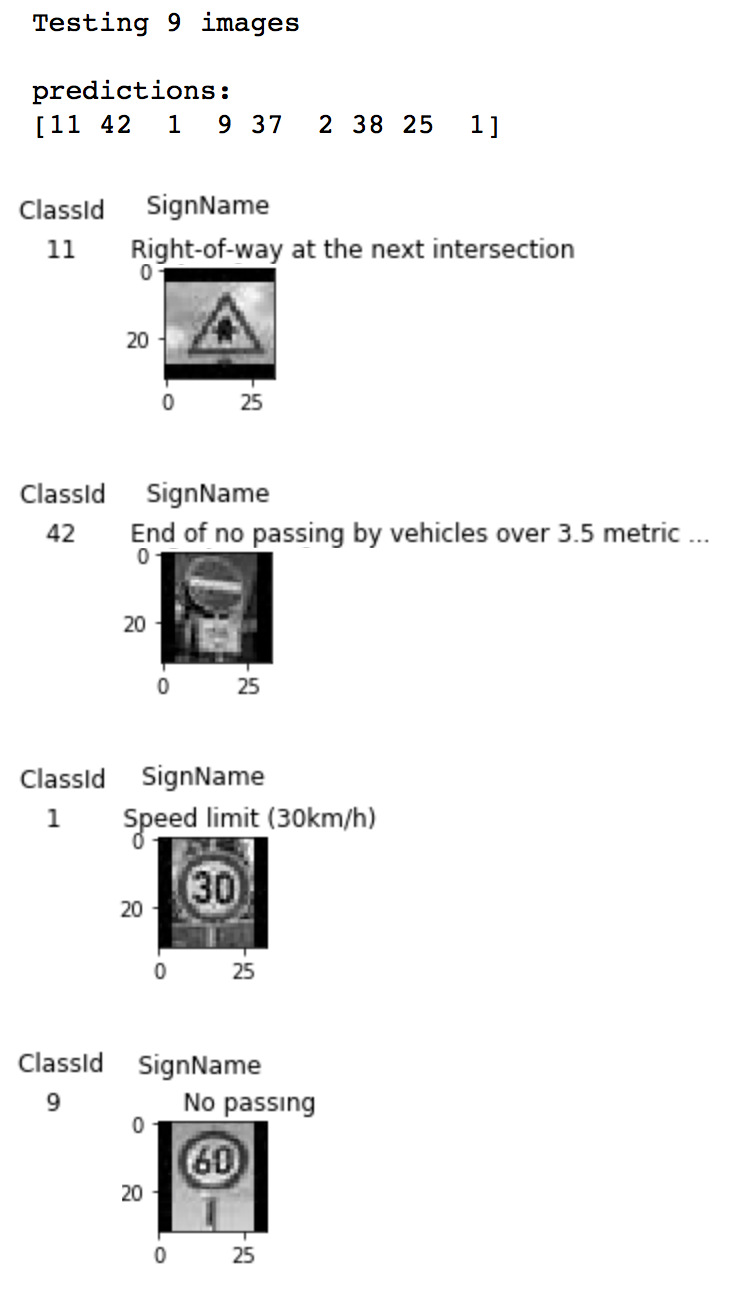 Testing 9 images
predictions:
[11 42  1  9 37  2 38 25  1]
ClassId SignName
11 Right-of-way at the next intersection
0
20
0 25
ClassId SignName
42 End of no passing by vehicles over 3.5 metric ...
0
20
0 25
ClassId SignName
1 Speed limit (30km/h)
0
30
20
0 25
ClassId SignName
9 No passing
0
60
20
0 25